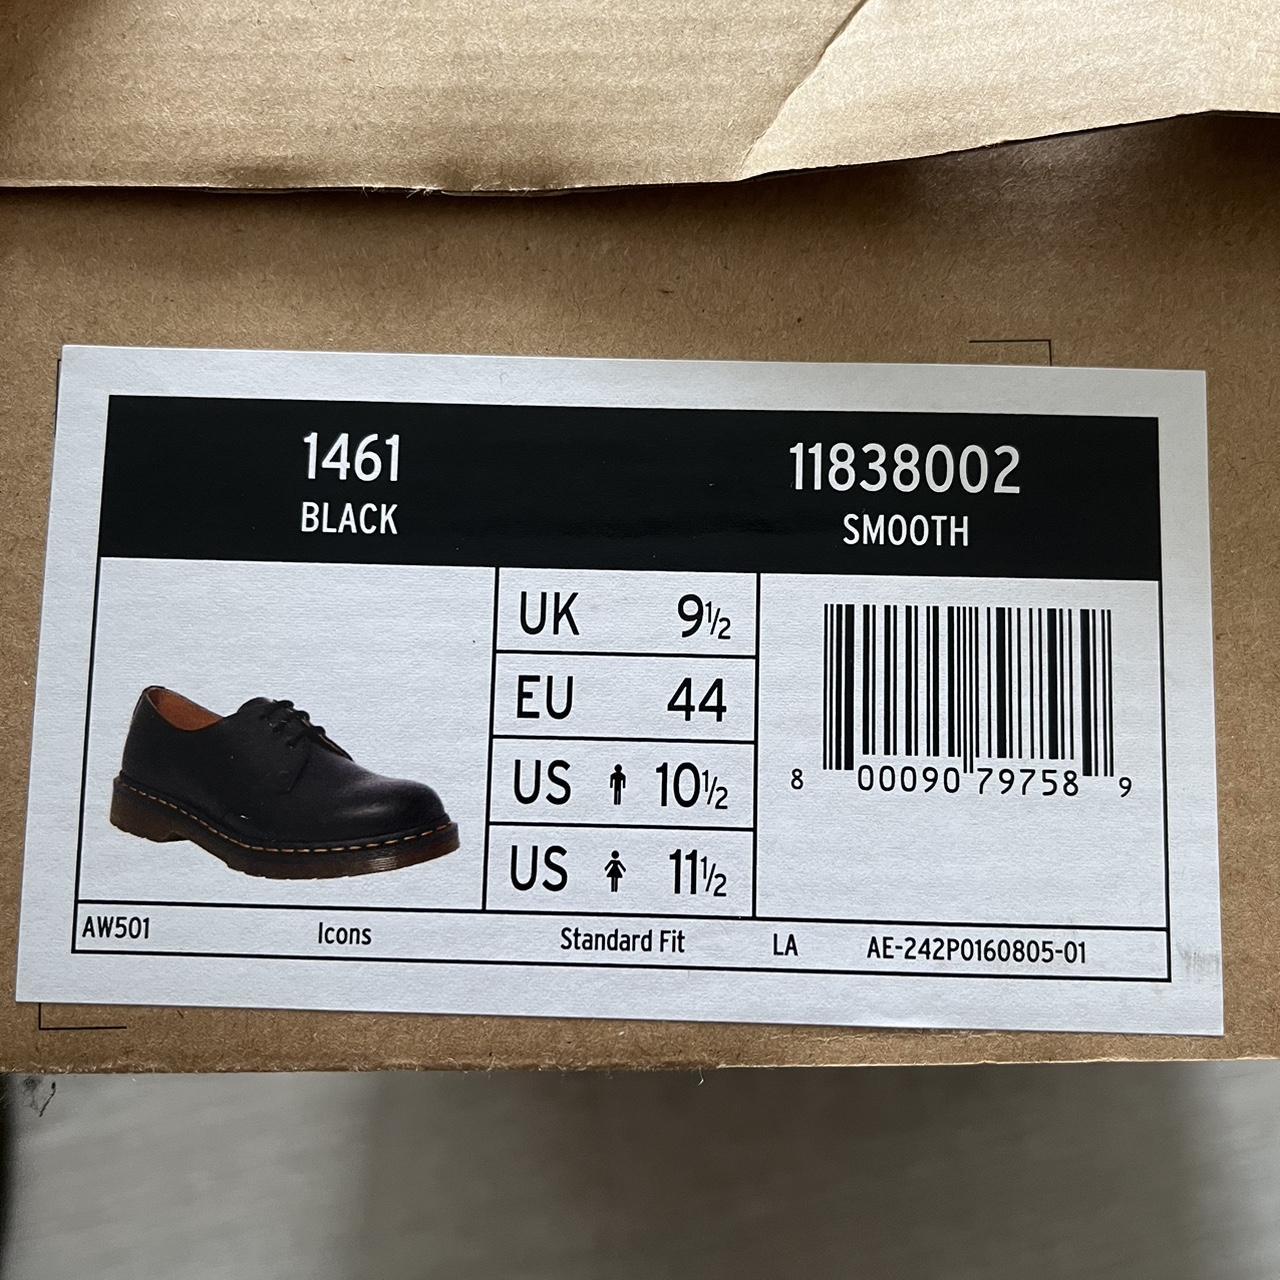 1461
BLACK
11838002
SMOOTH
UK 9½
EU 44
US 10½
US 11½
8 00090 79758 9
AW501 Icons Standard Fit LA AE-242P0160805-01